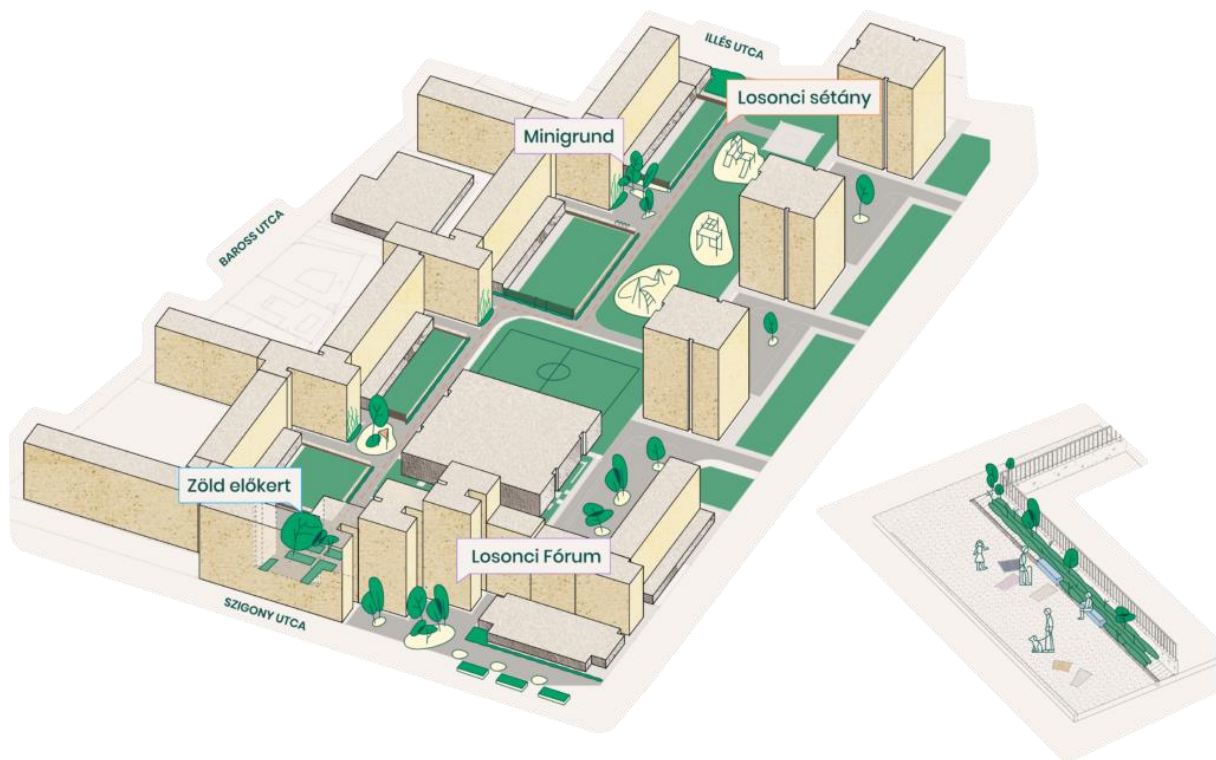 ILLÉS UTCA
Losonci sétány
Minigrund
BAROSS UTCA
Zöld előkert
Losonci Fórum
SZIGONY UTCA